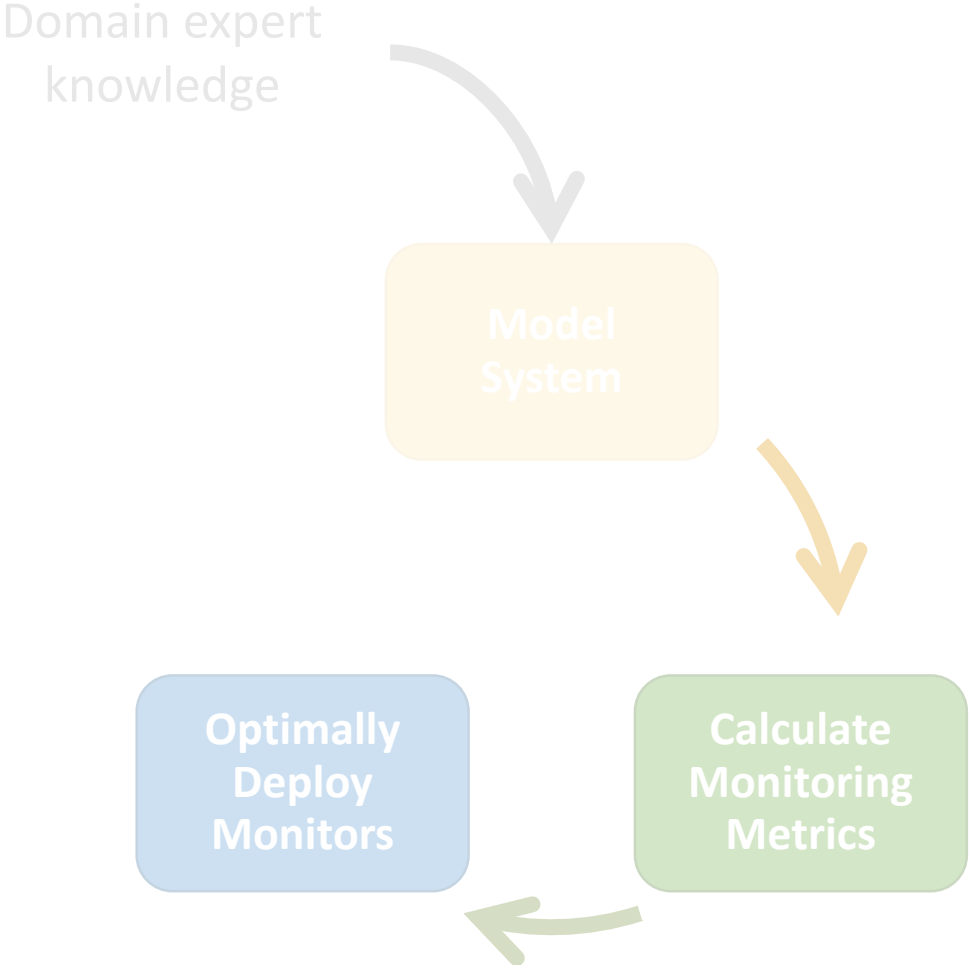 Domain expert
knowledge
Model
System
Optimally
Deploy
Monitors
Calculate
Monitoring
Metrics